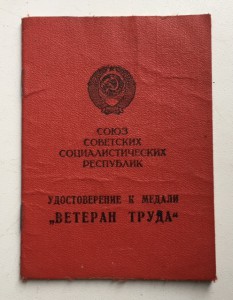 СОЮЗ
СОВЕТСКИХ
СОЦИАЛИСТИЧЕСКИХ
РЕСПУБЛИК
УДОСТОВЕРЕНИЕ К МЕДАЛИ
„ВЕТЕРАН ТРУДА“